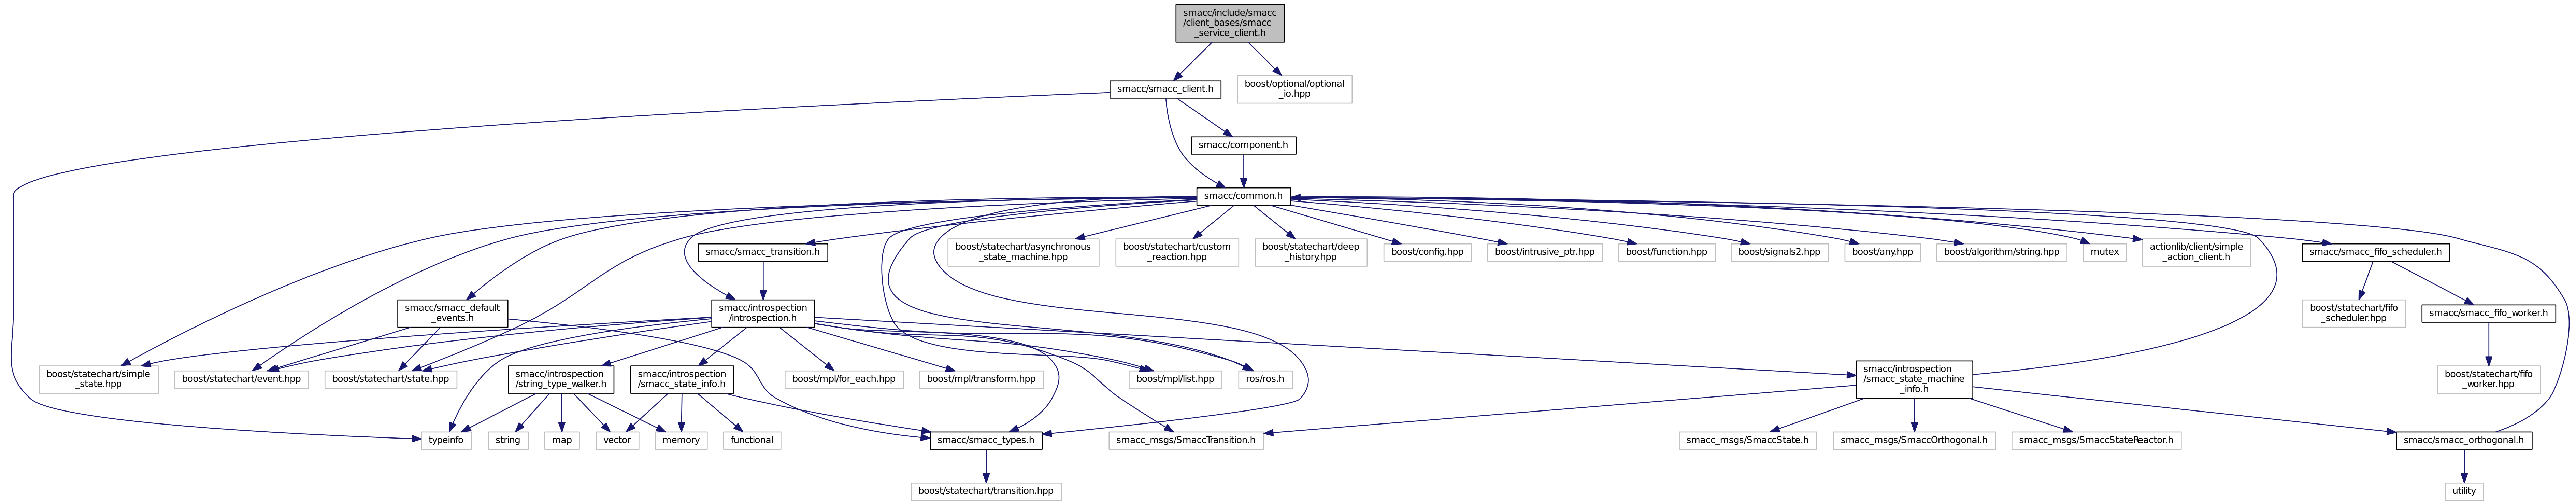 smacc/include/smacc
/client_bases/smacc
_service_client.h
smacc/smacc_client.h
boost/optional/optional
_io.hpp
smacc/component.h
smacc/common.h
smacc/smacc_transition.h
boost/statechart/asynchronous
_state_machine.hpp
boost/statechart/custom
_reaction.hpp
boost/statechart/deep
_history.hpp
boost/config.hpp
boost/intrusive_ptr.hpp
boost/function.hpp
boost/signals2.hpp
boost/any.hpp
boost/algorithm/string.hpp
mutex
actionlib/client/simple
_action_client.h
smacc/smacc_fifo_scheduler.h
smacc/smacc_default
_events.h
smacc/introspection
/introspection.h
boost/statechart/fifo
_scheduler.hpp
smacc/smacc_fifo_worker.h
boost/statechart/simple
_state.hpp
boost/statechart/event.hpp
boost/statechart/state.hpp
smacc/introspection
/string_type_walker.h
smacc/introspection
/smacc_state_info.h
boost/mpl/for_each.hpp
boost/mpl/transform.hpp
boost/mpl/list.hpp
ros/ros.h
smacc/introspection
/smacc_state_machine
_info.h
boost/statechart/fifo
_worker.hpp
typeinfo
string
map
vector
memory
functional
smacc/smacc_types.h
smacc_msgs/SmaccTransition.h
smacc_msgs/SmaccState.h
smacc_msgs/SmaccOrthogonal.h
smacc_msgs/SmaccStateReactor.h
smacc/smacc_orthogonal.h
boost/statechart/transition.hpp
utility